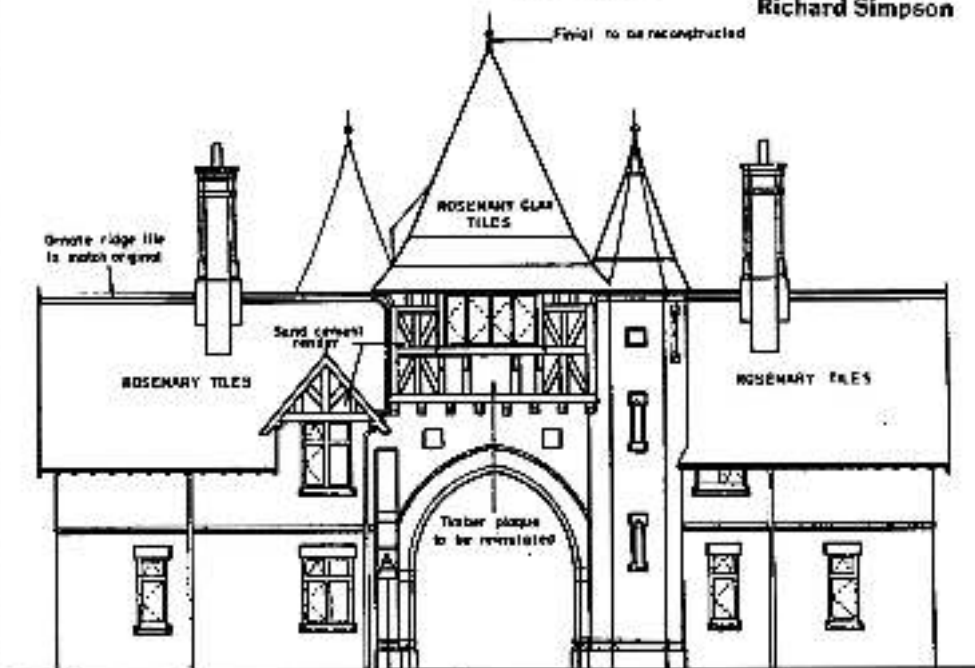 Richard Simpson
Finial to be reconstructed
ROSEMARY CLAY
TILES
Ornate ridge tile
to match original
Sand cement
render
ROSEMARY TILES
ROSEMARY TILES
Timber plaque
to be reinstated